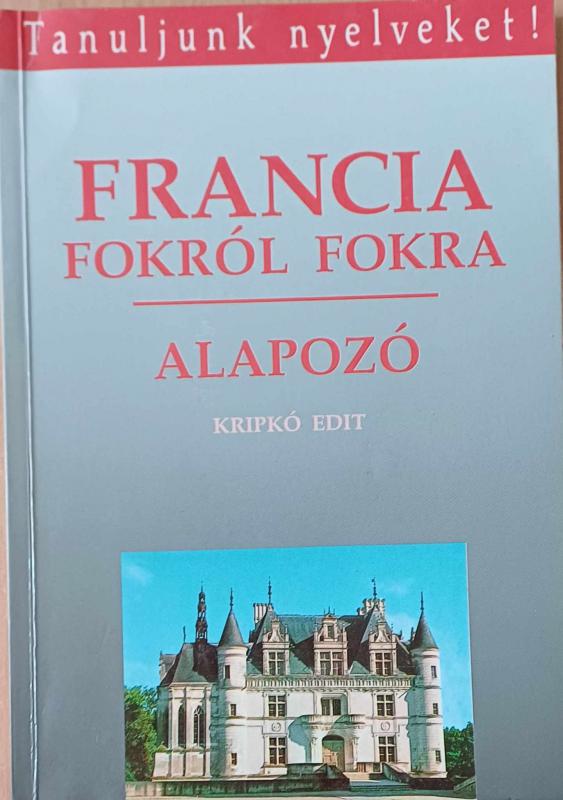 Tanuljunk nyelveket!
FRANCIA
FOKRÓL FOKRA
ALAPOZÓ
KRIPKÓ EDIT